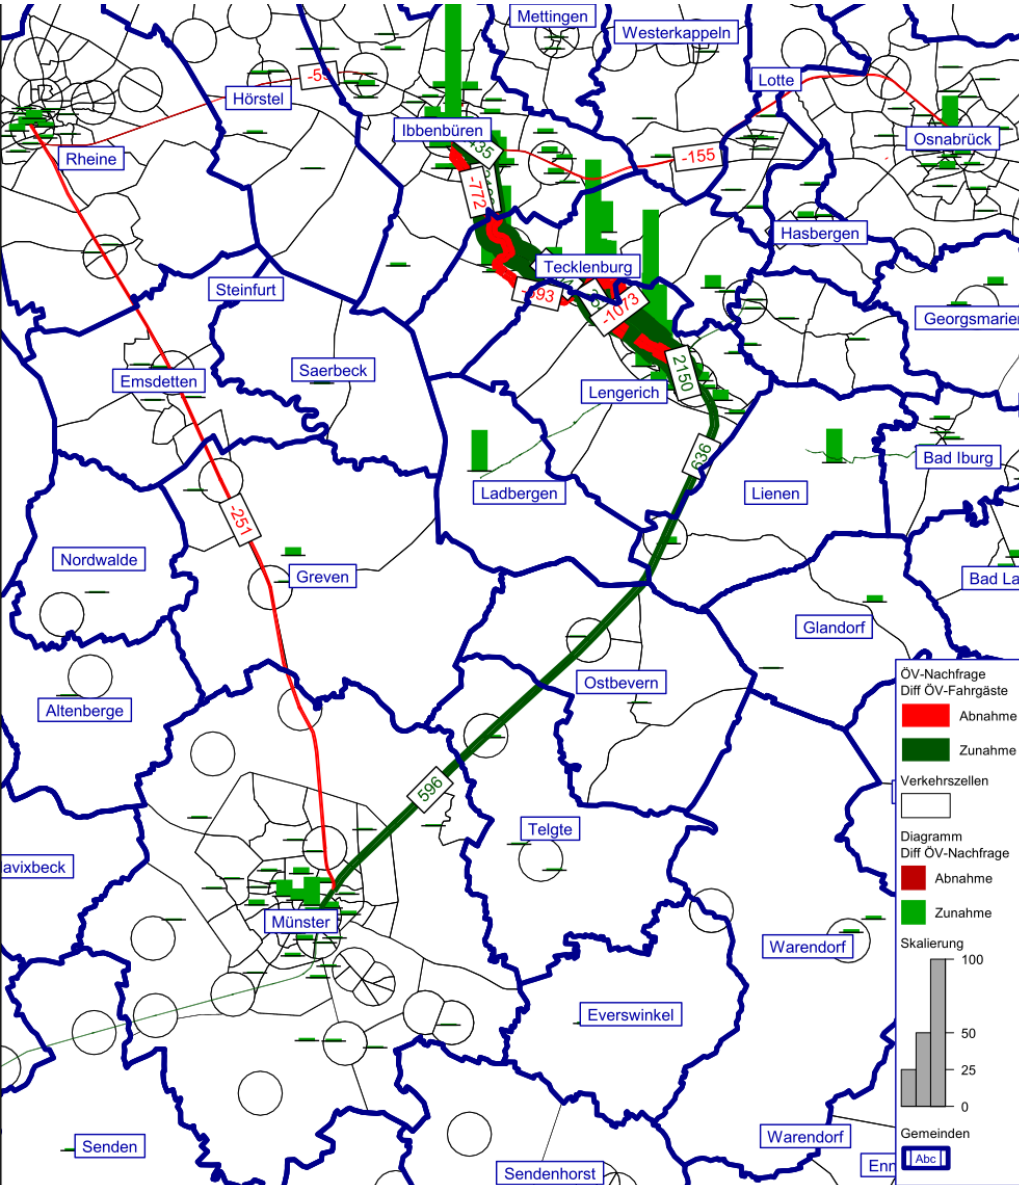 Mettingen
Westerkappeln
Lotte
-59
Hörstel
Ibbenbüren
Osnabrück
Rheine
-155
-772
Hasbergen
Tecklenburg
Steinfurt
-1073
Saerbeck
Emsdetten
2150
Lengerich
636
Bad Iburg
Ladbergen
Lienen
-251
Nordwalde
Greven
Bad La
Glandorf
Ostbevern
Altenberge
596
Telgte
avixbeck
Münster
Warendorf
Everswinkel
Senden
Warendorf
Sendenhorst
Enn
ÖV-Nachfrage
Diff ÖV-Fahrgäste
Abnahme
Zunahme
Verkehrszellen
Diagramm
Diff ÖV-Nachfrage
Abnahme
Zunahme
Skalierung
100
50
25
0
Gemeinden
Abc